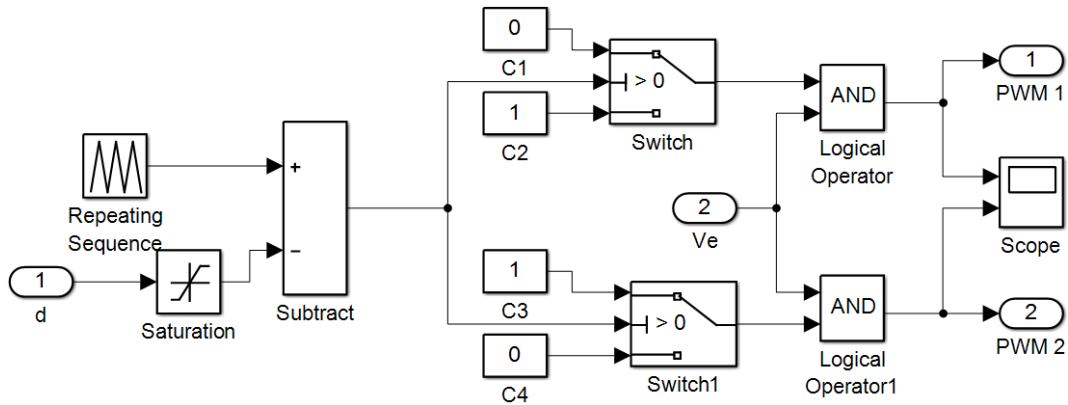 0
C1
> 0
1
C2
Switch
AND
Logical
Operator
1
PWM 1
Repeating
Sequence
+
−
Subtract
1
d
Saturation
2
Ve
Scope
1
C3
> 0
0
C4
Switch1
AND
Logical
Operator1
2
PWM 2